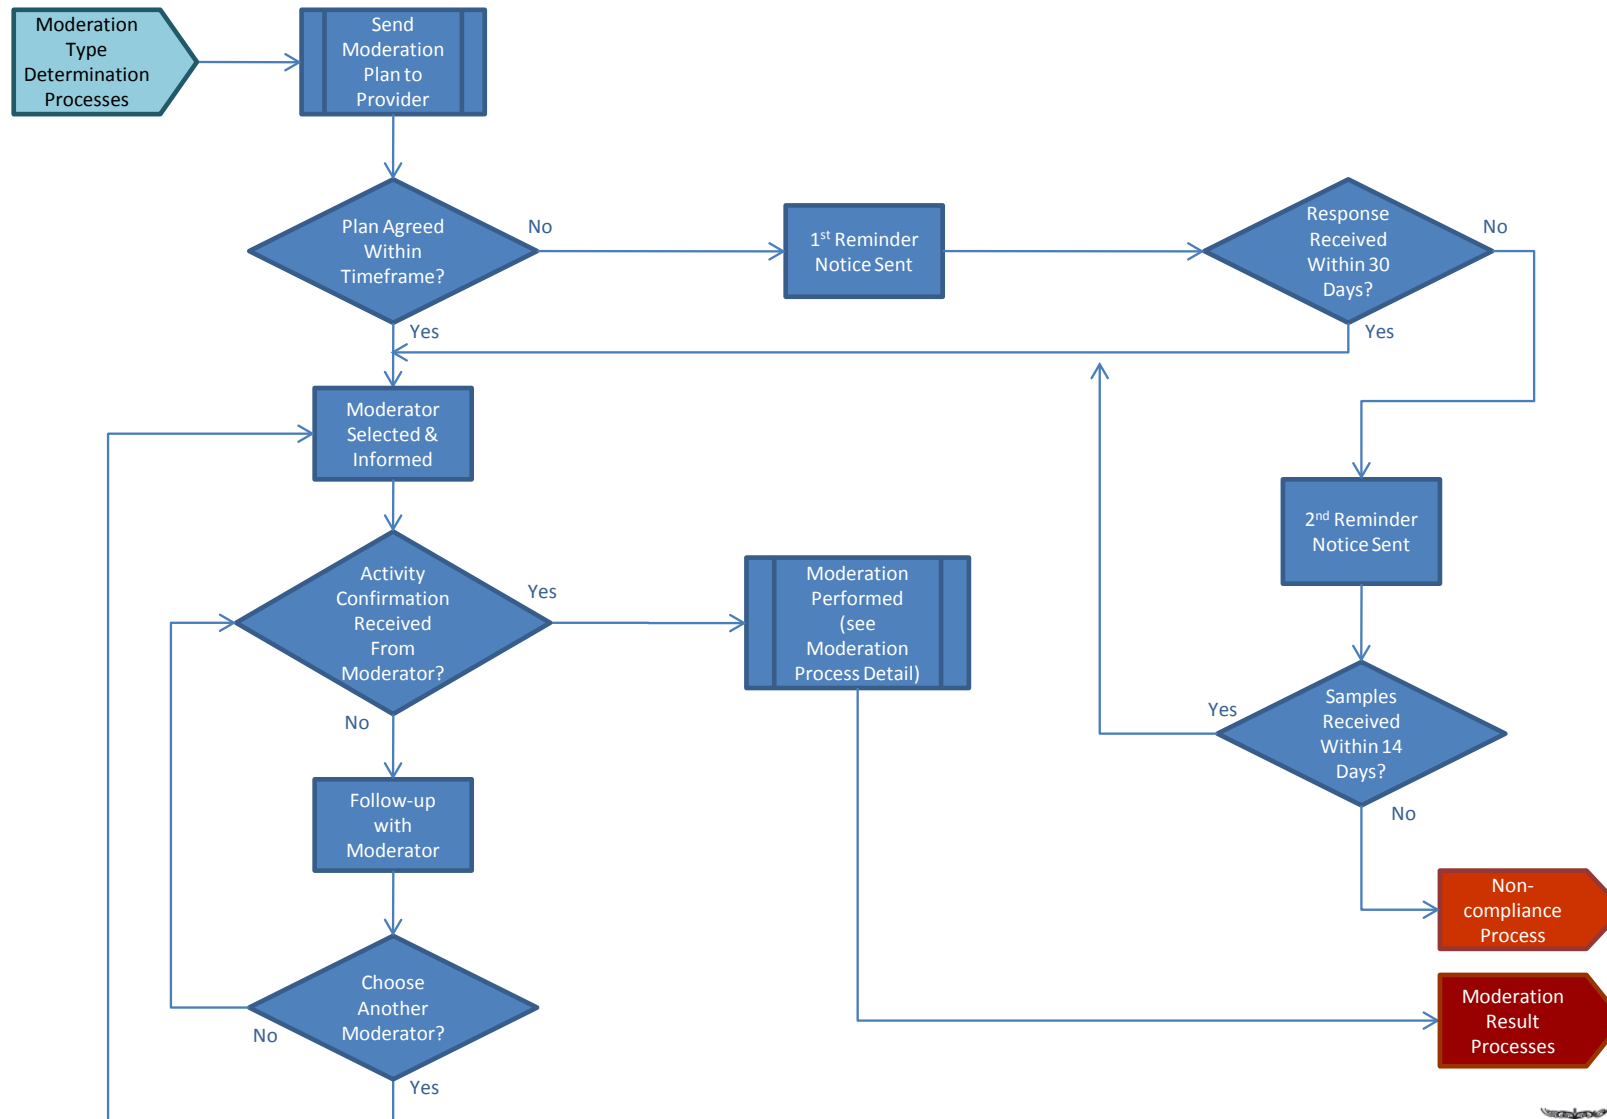 Moderation
Type
Determination
Processes
Send
Moderation
Plan to
Provider
Plan Agreed
Within
Timeframe?
No
1st Reminder
Notice Sent
Response
Received
Within 30
Days?
No
Yes
Yes
Moderator
Selected &
Informed
2nd Reminder
Notice Sent
Activity
Confirmation
Received
From
Moderator?
Yes
Moderation
Performed
(see
Moderation
Process Detail)
No
Yes
Samples
Received
Within 14
Days?
No
Follow-up
with
Moderator
Non-
compliance
Process
Choose
Another
Moderator?
No
Yes
Moderation
Result
Processes